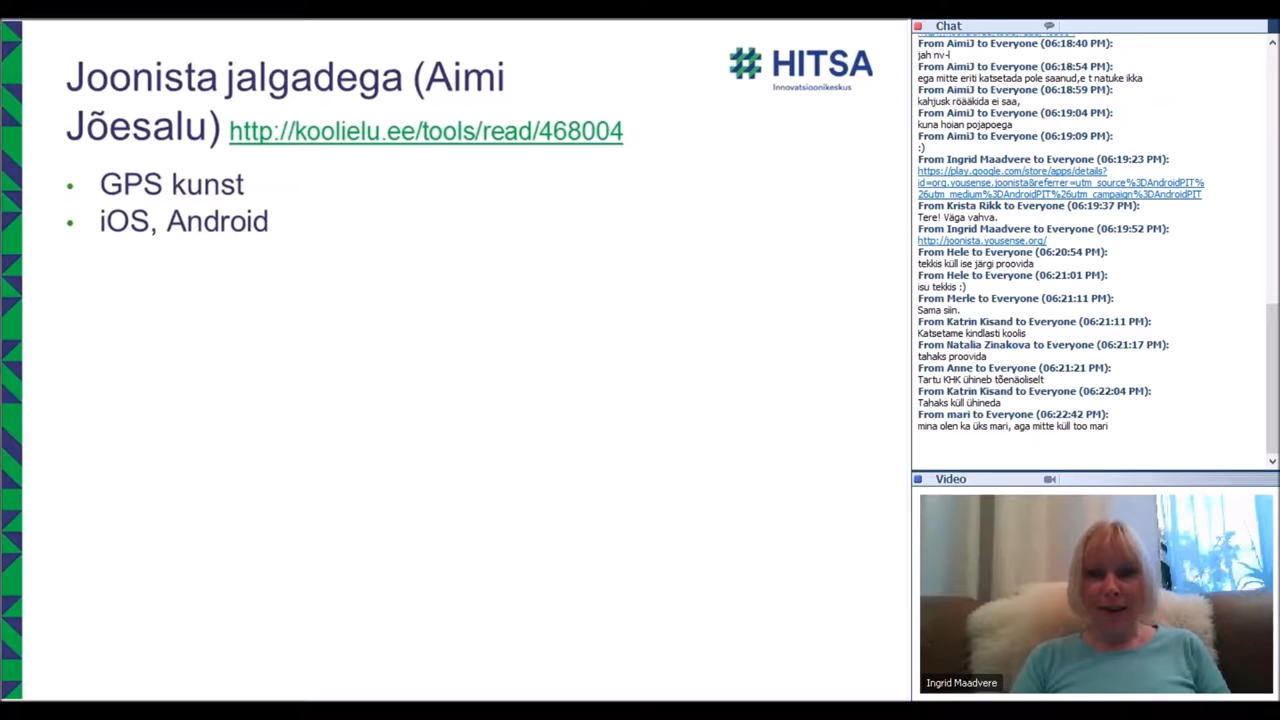 Joonista jalgadega (Aimi
Jõesalu) http://koolielu.ee/tools/read/468004
HITSA
Innovatsioonikeskus
• GPS kunst
• iOS, Android
Chat
From AimiJ to Everyone (06:18:40 PM):
jah nv-l
From AimiJ to Everyone (06:18:54 PM):
ega mitte eriti katsetada pole saanud,e t natuke ikka
From AimiJ to Everyone (06:18:59 PM):
kahjusk röääkida ei saa,
From AimiJ to Everyone (06:19:04 PM):
kuna hoian pojapoega
From AimiJ to Everyone (06:19:09 PM):
:)
From Ingrid Maadvere to Everyone (06:19:23 PM):
https://play.google.com/store/apps/details?
id=org.yousense.joonista&referrer=utm_source%3DAndroidPIT%
26utm_medium%3DAndroidPIT%26utm_campaign%3DAndroidPIT
From Krista Rikk to Everyone (06:19:37 PM):
Tere! Väga vahva.
From Ingrid Maadvere to Everyone (06:19:52 PM):
http://joonista.yousense.org/
From Hele to Everyone (06:20:54 PM):
tekkis küll ise järgi proovida
From Hele to Everyone (06:21:01 PM):
isu tekkis :)
From Merle to Everyone (06:21:11 PM):
Sama siin.
From Katrin Kisand to Everyone (06:21:11 PM):
Katsetame kindlasti koolis
From Natalia Zinakova to Everyone (06:21:17 PM):
tahaks proovida
From Anne to Everyone (06:21:21 PM):
Tartu KHK ühineb tõenäoliselt
From Katrin Kisand to Everyone (06:22:04 PM):
Tahaks küll ühineda
From mari to Everyone (06:22:42 PM):
mina olen ka üks mari, aga mitte küll too mari
Video
Ingrid Maadvere